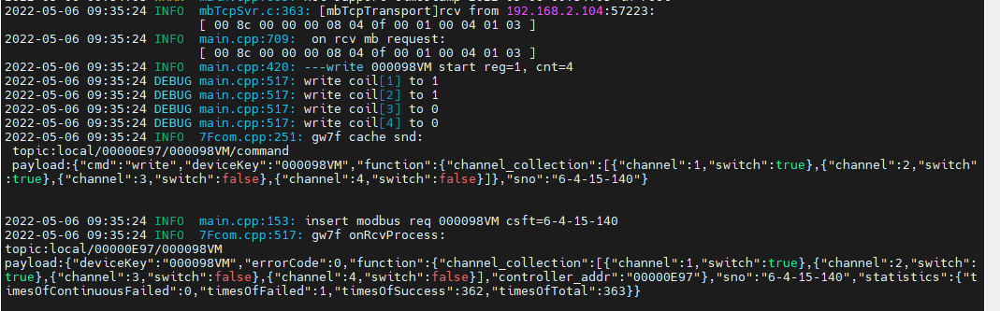 2022-05-06 09:35:24 INFO  mbTcpSvr.c:363: [mbTcpTransport]rcv from 192.168.2.104:57223:
[ 00 8c 00 00 00 08 04 0f 00 01 00 04 01 03 ]
2022-05-06 09:35:24 INFO  main.cpp:709:  on rcv mb request:
[ 00 8c 00 00 00 08 04 0f 00 01 00 04 01 03 ]
2022-05-06 09:35:24 INFO  main.cpp:420: ---write 000098VM start reg=1, cnt=4
2022-05-06 09:35:24 DEBUG main.cpp:517: write coil[1] to 1
2022-05-06 09:35:24 DEBUG main.cpp:517: write coil[2] to 1
2022-05-06 09:35:24 DEBUG main.cpp:517: write coil[3] to 0
2022-05-06 09:35:24 DEBUG main.cpp:517: write coil[4] to 0
2022-05-06 09:35:24 INFO  7Fcom.cpp:251: gw7f cache snd:
topic:local/00000E97/000098VM/command
payload:{"cmd":"write","deviceKey":"000098VM","function":{"channel_collection":[{"channel":1,"switch":true},{"channel":2,"switch"
:true},{"channel":3,"switch":false},{"channel":4,"switch":false}]},"sno":"6-4-15-140"}
2022-05-06 09:35:24 INFO  main.cpp:153: insert modbus req 000098VM csft=6-4-15-140
2022-05-06 09:35:24 INFO  7Fcom.cpp:517: gw7f onRcvProcess:
topic:local/00000E97/000098VM
payload:{"deviceKey":"000098VM","errorCode":0,"function":{"channel_collection":[{"channel":1,"switch":true},{"channel":2,"switch":
true},{"channel":3,"switch":false},{"channel":4,"switch":false}],"controller_addr":"00000E97"},"sno":"6-4-15-140","statistics":{"t
imesOfContinuousFailed":0,"timesOfFailed":1,"timesOfSuccess":362,"timesOfTotal":363}}